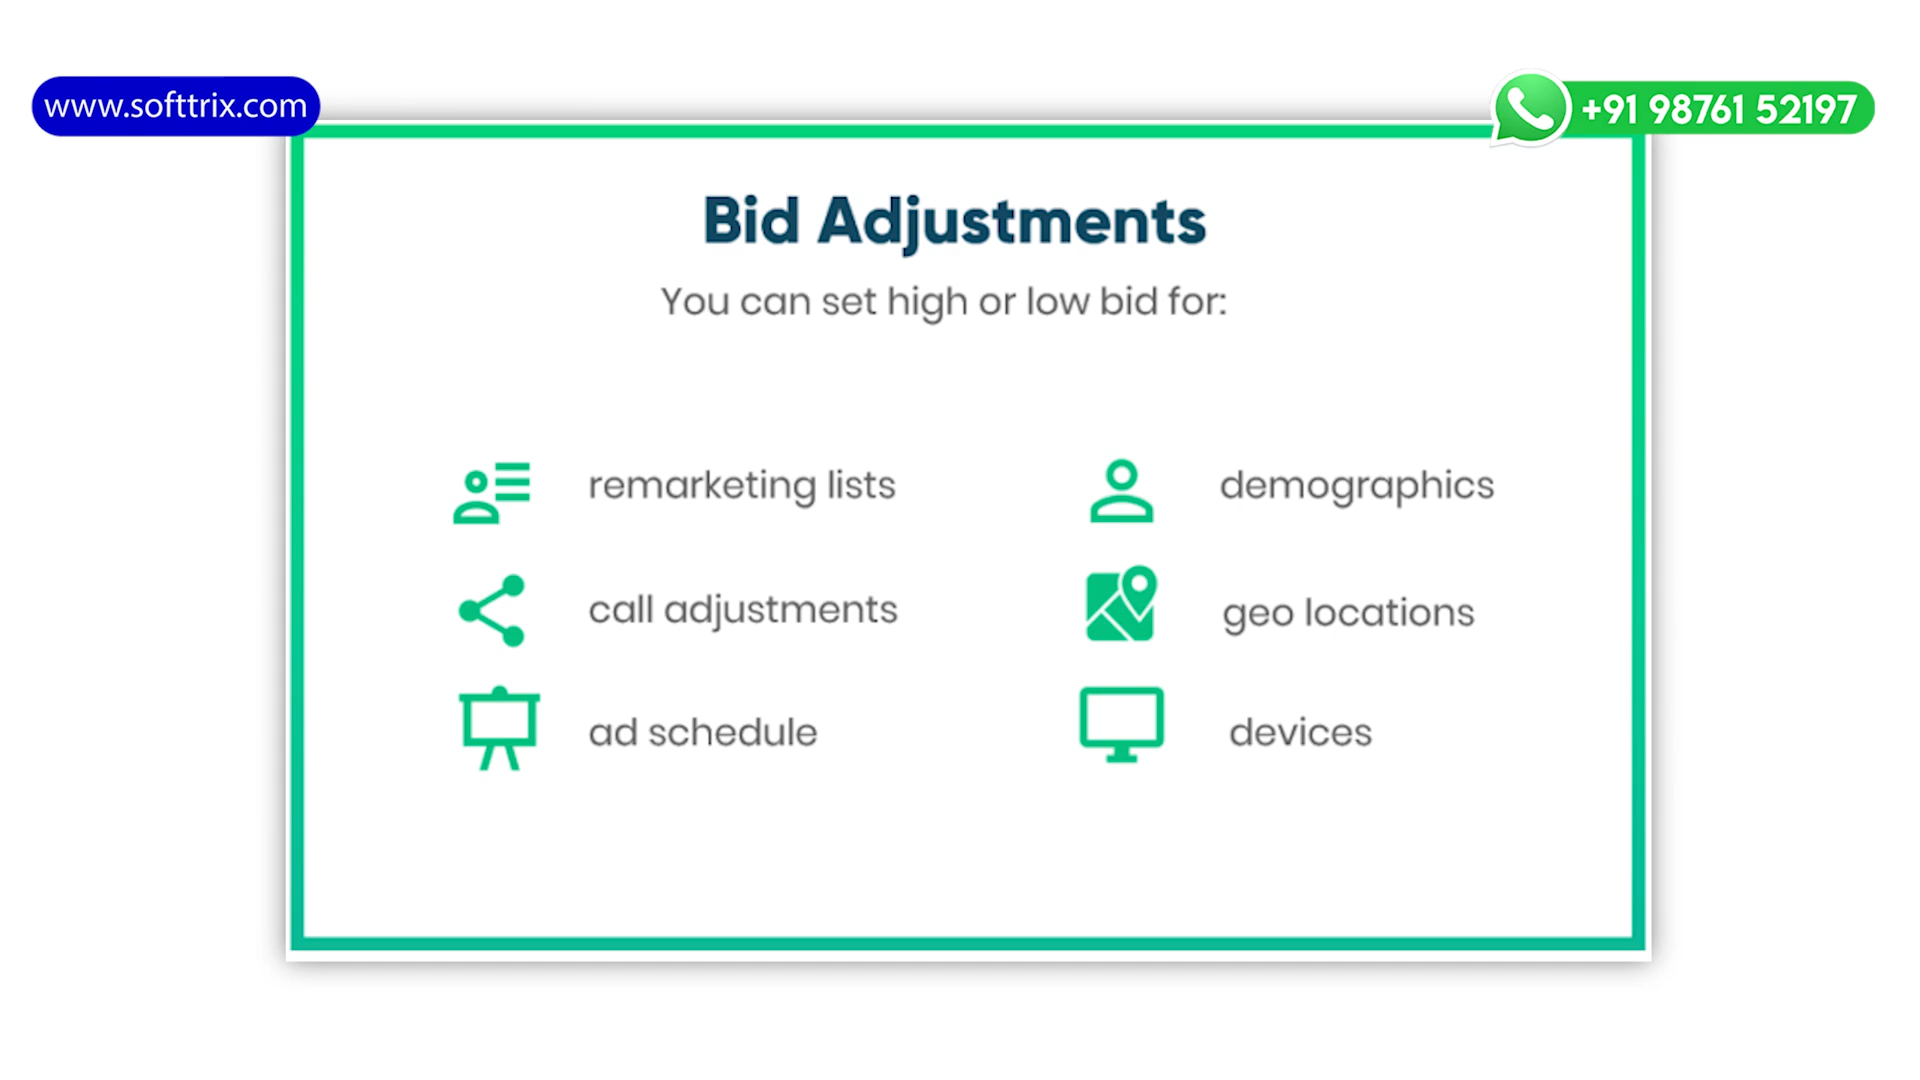 www.softtrix.com
+91 98761 52197
Bid Adjustments
You can set high or low bid for:
remarketing lists
demographics
call adjustments
geo locations
ad schedule
devices